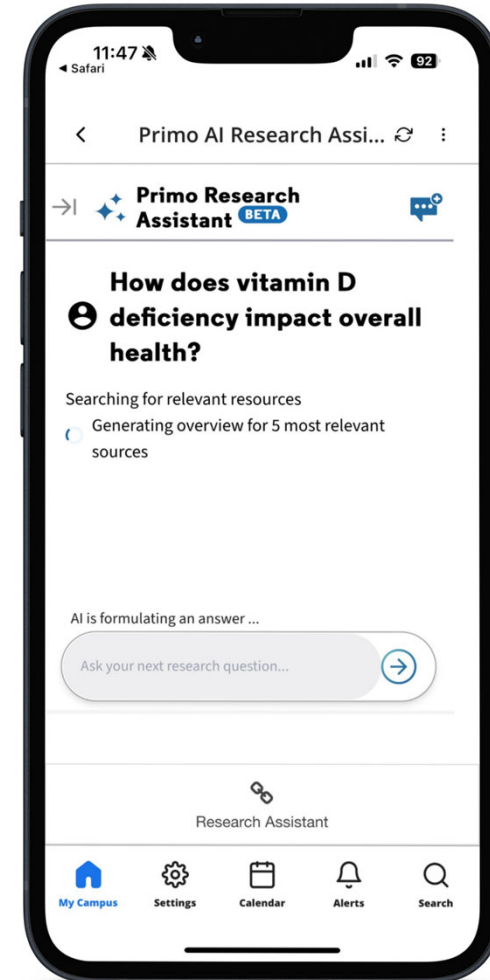 11:47
◀ Safari
92
Primo AI Research Assi...
Primo Research
Assistant BETA
How does vitamin D
deficiency impact overall
health?
Searching for relevant resources
Generating overview for 5 most relevant
sources
AI is formulating an answer ...
Ask your next research question...
Research Assistant
My Campus Settings Calendar Alerts Search